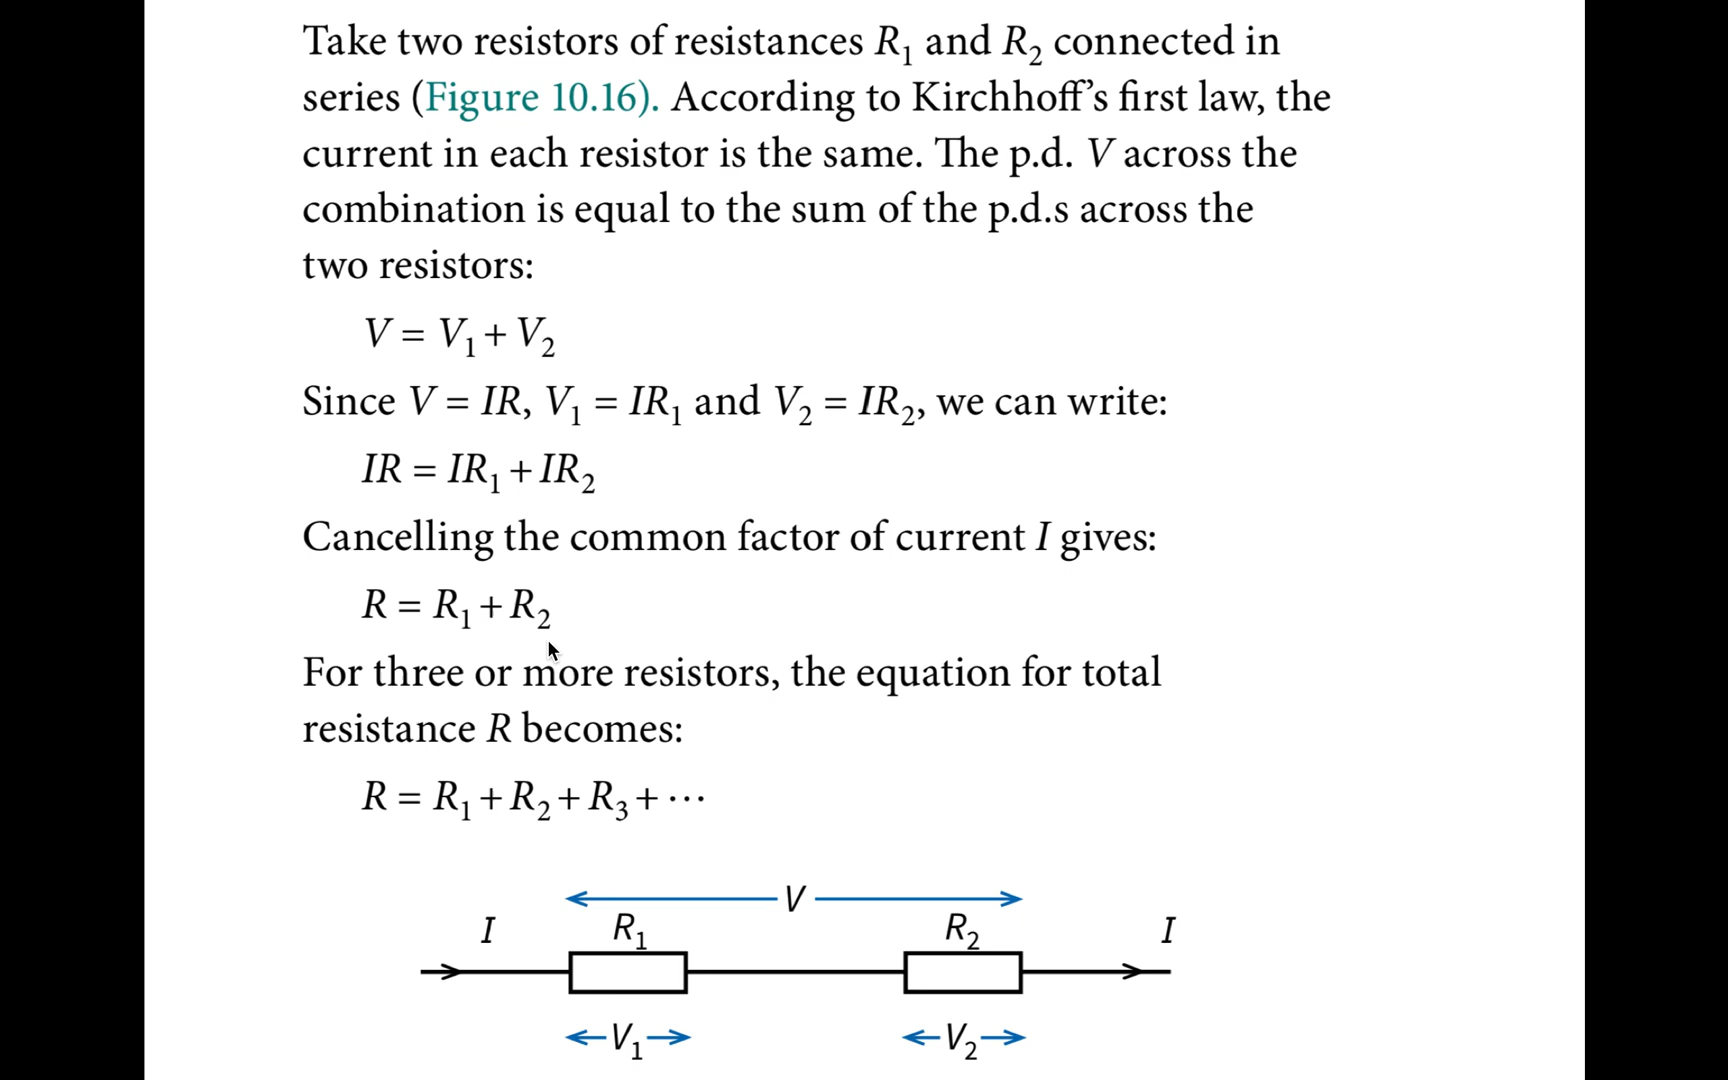 Take two resistors of resistances R₁ and R₂ connected in
series (Figure 10.16). According to Kirchhoff’s first law, the
current in each resistor is the same. The p.d. V across the
combination is equal to the sum of the p.d.s across the
two resistors:
V = V₁ + V₂
Since V = IR, V₁ = IR₁ and V₂ = IR₂, we can write:
IR = IR₁ + IR₂
Cancelling the common factor of current I gives:
R = R₁ + R₂
For three or more resistors, the equation for total
resistance R becomes:
R = R₁ + R₂ + R₃ + ⋯
V
I R₁ R₂ I
V₁ V₂